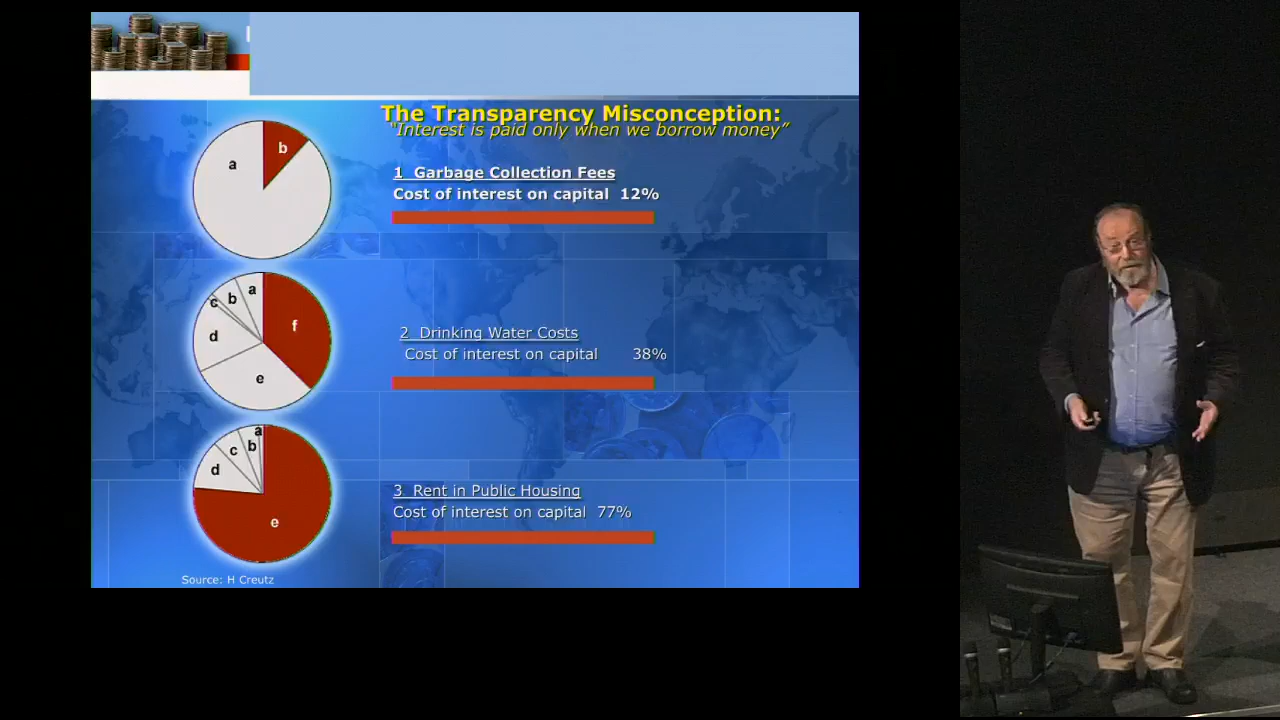 The Transparency Misconception:
"Interest is paid only when we borrow money"
a
b
1 Garbage Collection Fees
Cost of interest on capital 12%
a
b
c
d
e
f
2 Drinking Water Costs
Cost of interest on capital 38%
a
b
c
d
e
3 Rent in Public Housing
Cost of interest on capital 77%
Source: H Creutz